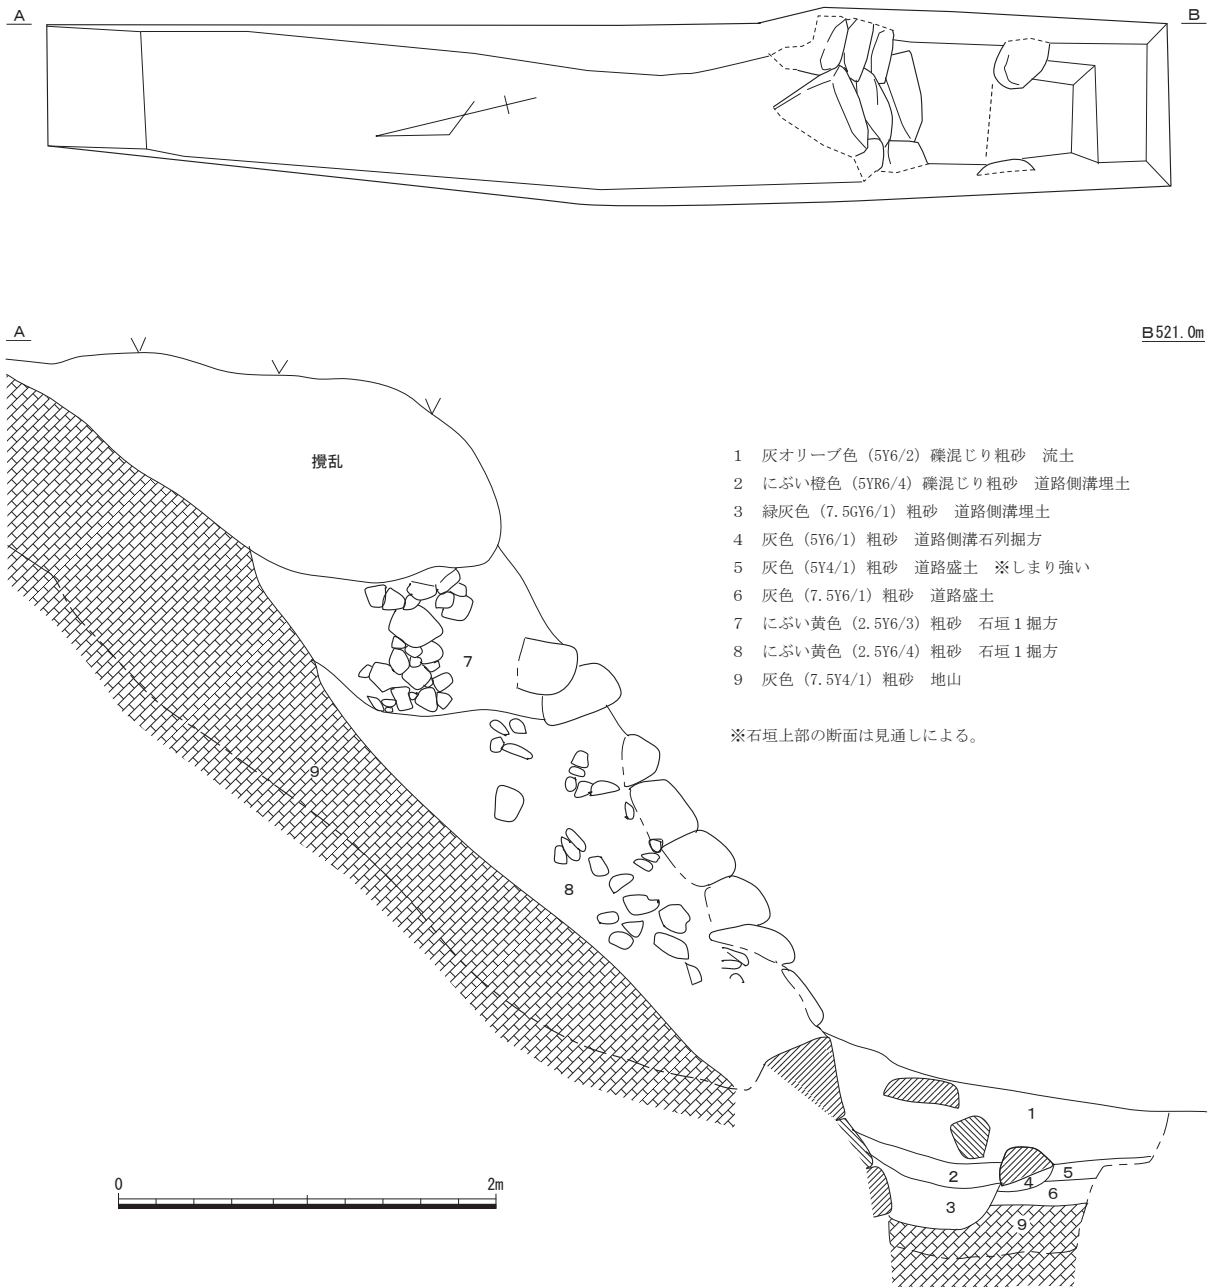 A
B
A
B521.0m
攪乱
1 灰オリーブ色（5Y6/2）礫混じり粗砂 流土
2 にぶい橙色（5YR6/4）礫混じり粗砂 道路側溝埋土
3 緑灰色（7.5GY6/1）粗砂 道路側溝埋土
4 灰色（5Y6/1）粗砂 道路側溝石列掘方
5 灰色（5Y4/1）粗砂 道路盛土 ※しまり強い
6 灰色（7.5Y6/1）粗砂 道路盛土
7 にぶい黄色（2.5Y6/3）粗砂 石垣１掘方
8 にぶい黄色（2.5Y6/4）粗砂 石垣１掘方
9 灰色（7.5Y4/1）粗砂 地山
※石垣上部の断面は見通しによる。
7
9
8
1
2
5
4
6
3
9
0
2m